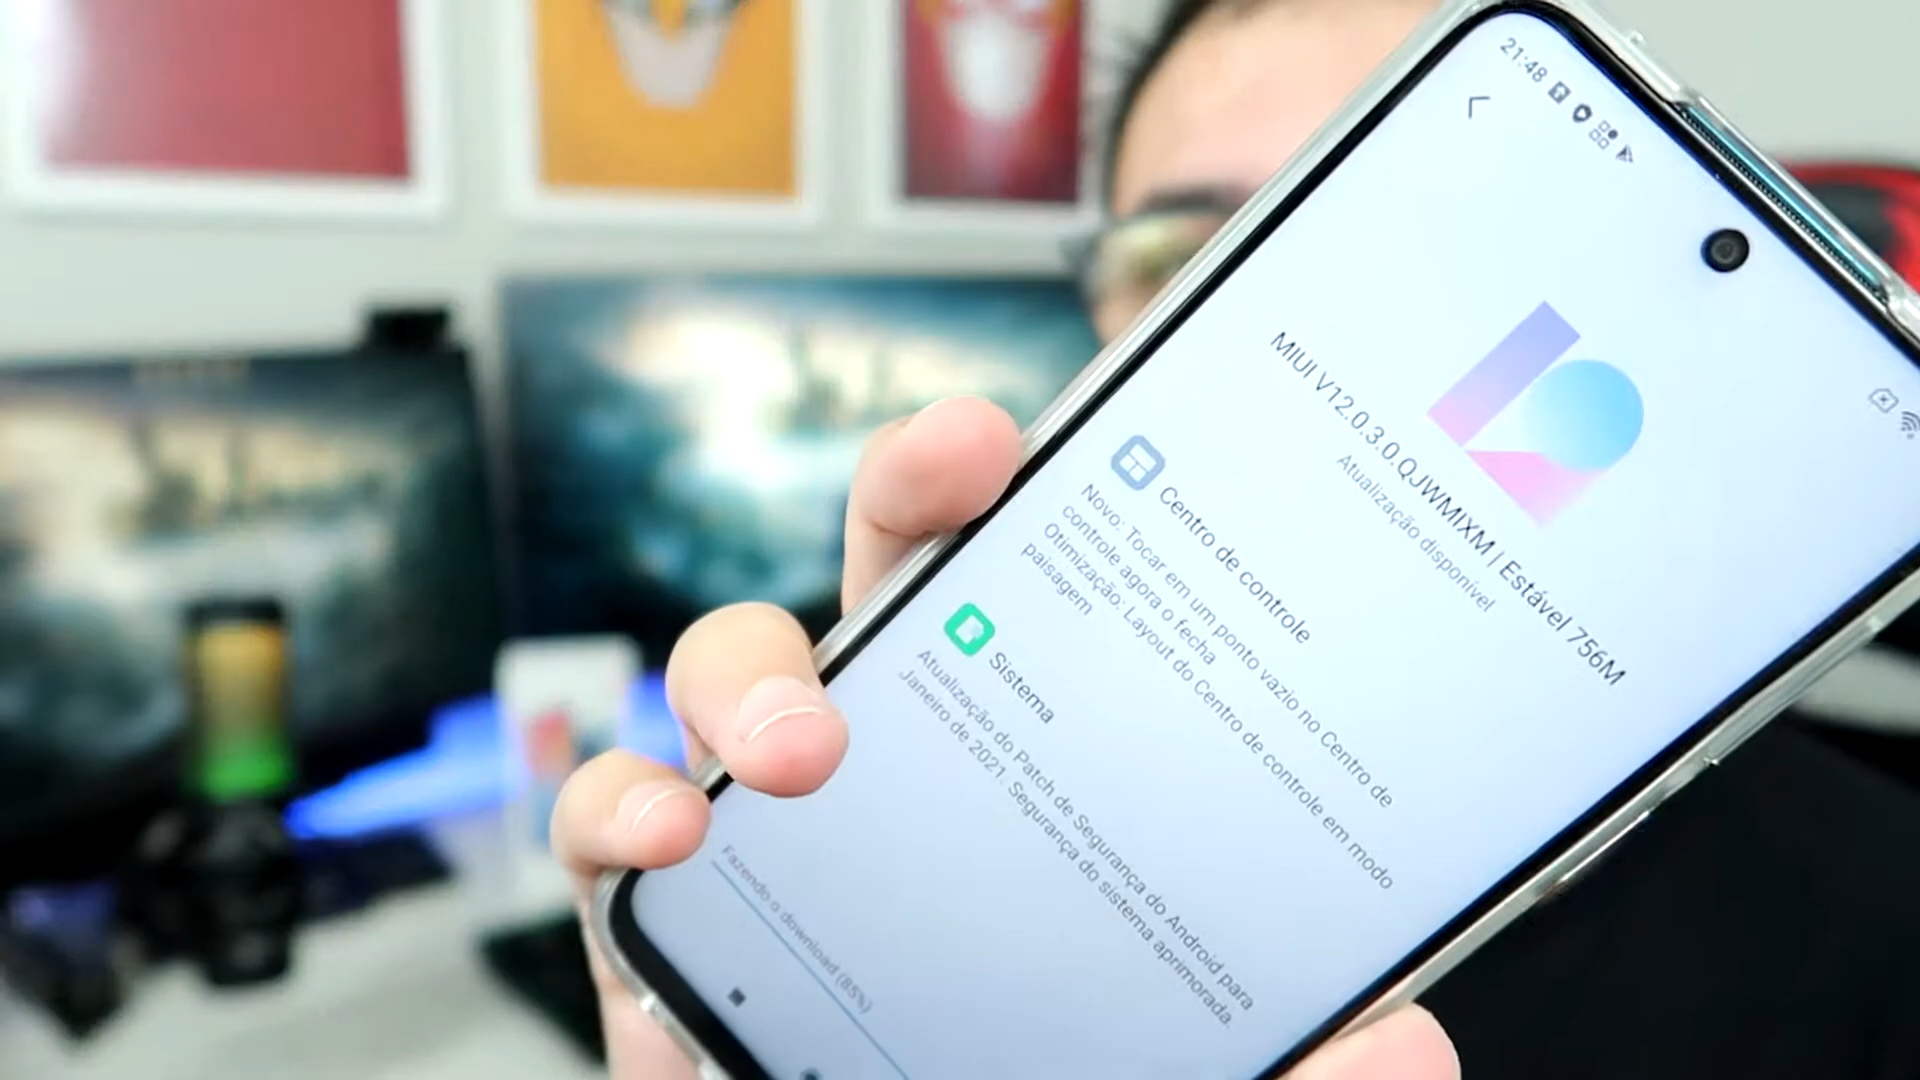 21:48
MIUI V12.0.3.0.QJWMIXM | Estável 756M
Atualização disponível
Centro de controle
Novo: Tocar em um ponto vazio no Centro de
controle agora o fecha
Otimização: Layout do Centro de controle em modo
paisagem
Sistema
Atualização do Patch de Segurança do Android para
Janeiro de 2021. Segurança do sistema aprimorada.
Fazendo o download (85%)